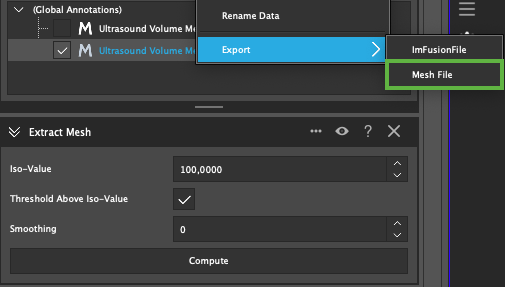 (Global Annotations)
Rename Data
M Ultrasound Volume Me
M Ultrasound Volume Me
Export
ImFusionFile
Mesh File
Extract Mesh
?
Iso-Value
100,0000
Threshold Above Iso-Value
Smoothing
0
Compute